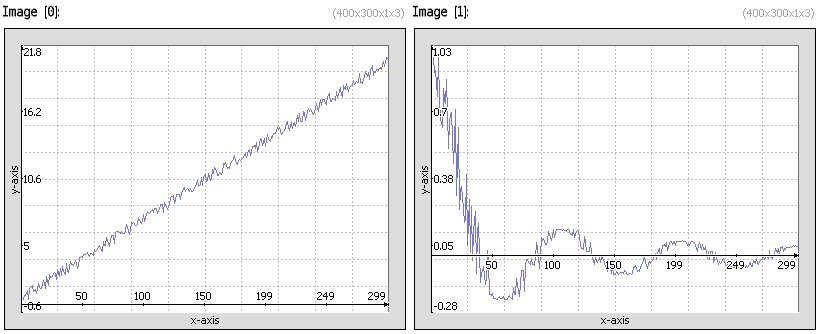 Image [0]: (400x300x1x3)
21.8
16.2
10.6
5
-0.6
y-axis
50 100 150 199 249 299
x-axis
Image [1]: (400x300x1x3)
1.03
0.7
0.38
0.05
-0.28
y-axis
50 100 150 199 249 299
x-axis